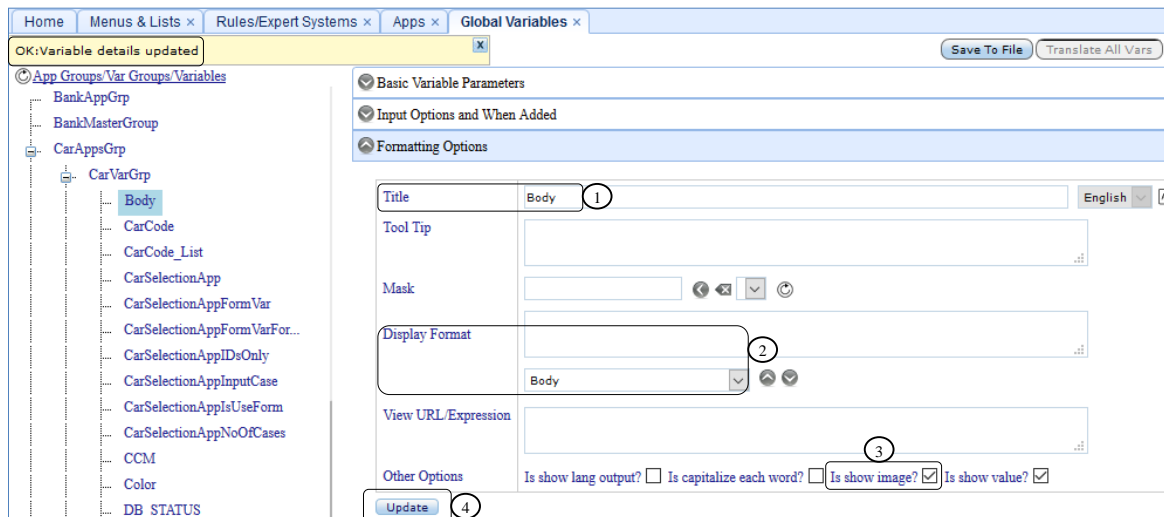 Home Menus & Lists × Rules/Expert Systems × Apps × Global Variables ×
OK:Variable details updated X Save To File Translate All Vars
App Groups/Var Groups/Variables
BankAppGrp
BankMasterGroup
CarAppsGrp
CarVarGrp
Body
CarCode
CarCode_List
CarSelectionApp
CarSelectionAppFormVar
CarSelectionAppFormVarFor...
CarSelectionAppIDsOnly
CarSelectionAppInputCase
CarSelectionAppIsUseForm
CarSelectionAppNoOfCases
CCM
Color
DB_STATUS
Basic Variable Parameters
Input Options and When Added
Formatting Options
Title Body 1 English
Tool Tip
Mask
Display Format 2
Body
View URL/Expression
3
Other Options Is show lang output? Is capitalize each word? Is show image? Is show value?
Update 4